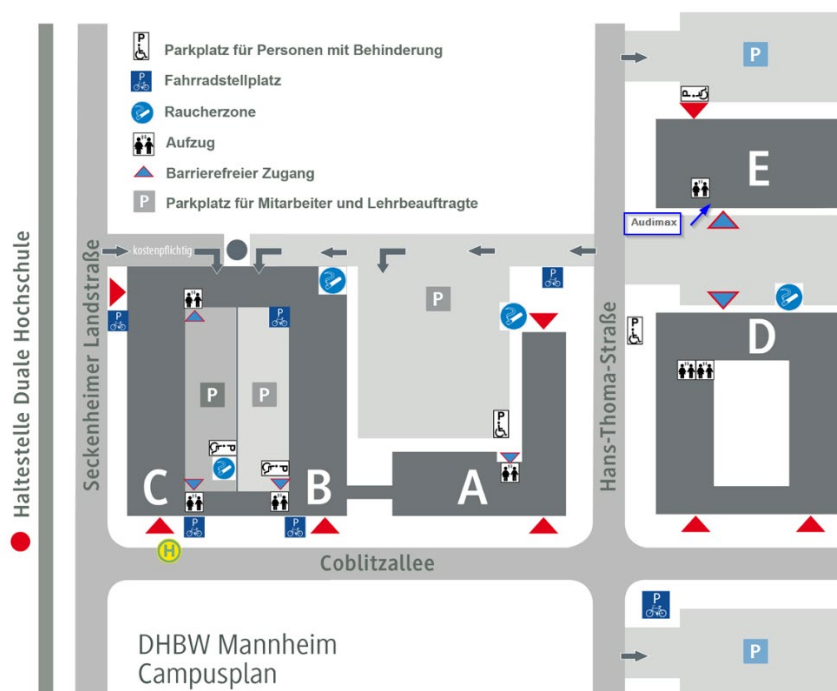 Parkplatz für Personen mit Behinderung
Fahrradstellplatz
Raucherzone
Aufzug
Barrierefreier Zugang
P
Parkplatz für Mitarbeiter und Lehrbeauftragte
P
P
P
E
Audimax
kostenpflichtig
P
P
P
P
P
P
D
P
P
P
P
C
B
A
P
P
H
Haltestelle Duale Hochschule
Seckenheimer Landstraße
Hans-Thoma-Straße
Coblitzallee
P
P
DHBW Mannheim
Campusplan